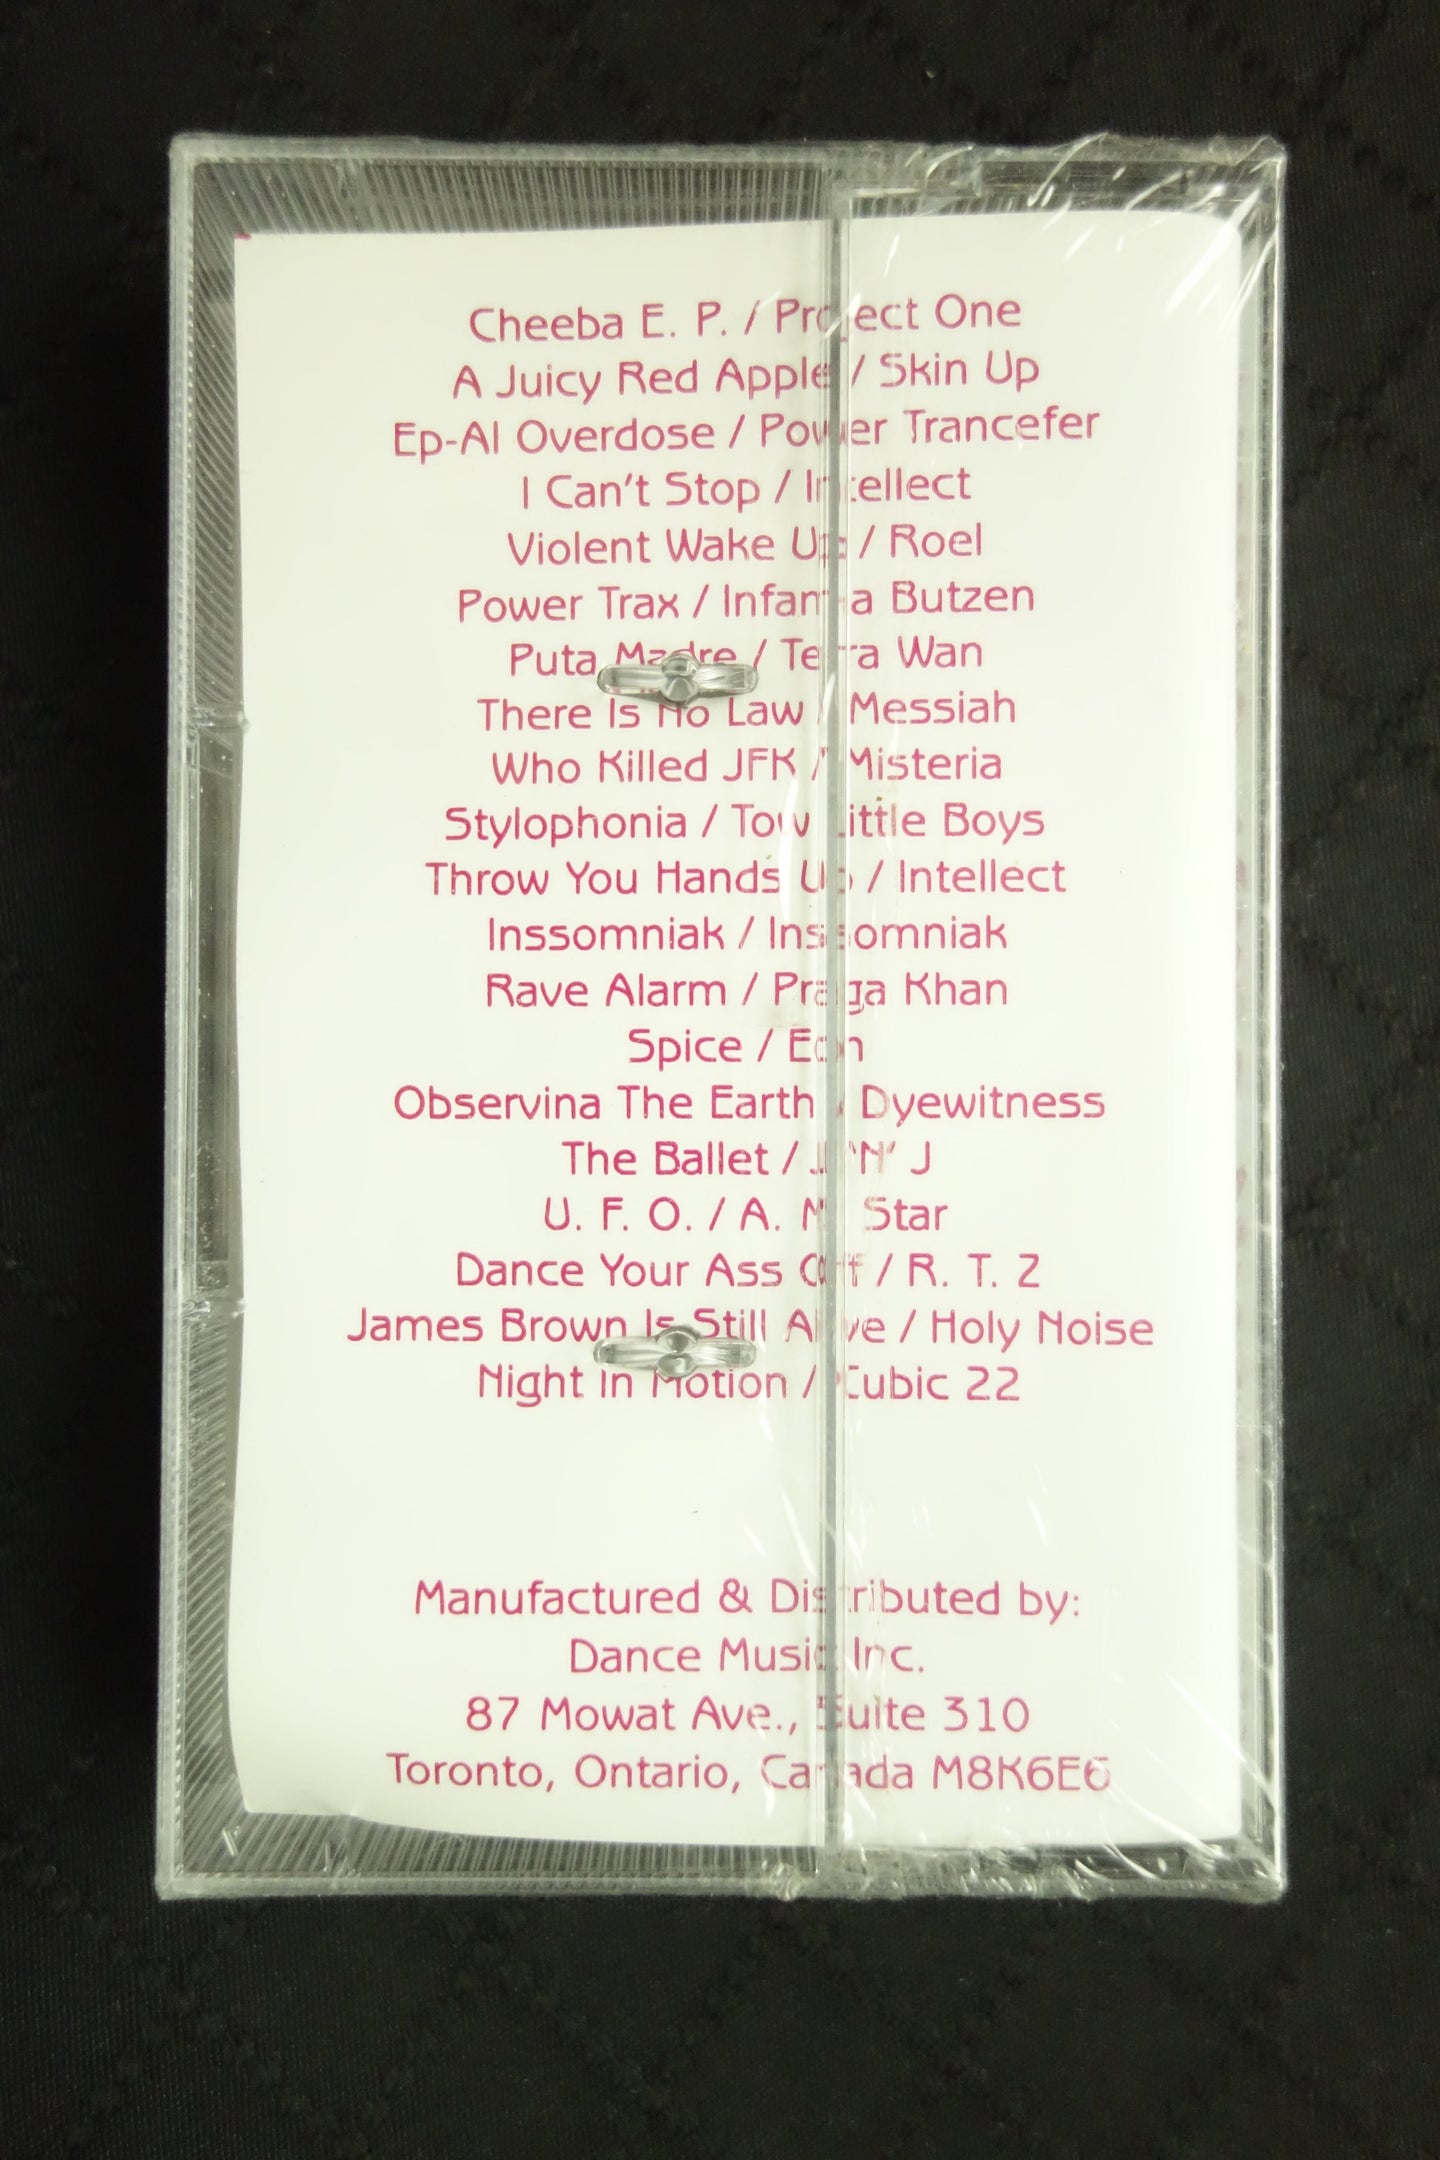 Cheeba E. P. / Project One
A Juicy Red Apple / Skin Up
Ep-Al Overdose / Power Trancefer
I Can't Stop / Intellect
Violent Wake Up / Roel
Power Trax / Infanta Butzen
Puta Madre / Terra Wan
There Is No Law / Messiah
Who Killed JFK / Misteria
Stylophonia / Tow Little Boys
Throw You Hands Up / Intellect
Inssomniak / Inssomniak
Rave Alarm / Praga Khan
Spice / Eon
Observina The Earth / Dyewitness
The Ballet / J. 'N' J
U. F. O. / A. M. Star
Dance Your Ass Off / R. T. Z
James Brown Is Still Alive / Holy Noise
Night In Motion / Cubic 22
Manufactured & Distributed by:
Dance Music Inc.
87 Mowat Ave., Suite 310
Toronto, Ontario, Canada M8K6E6